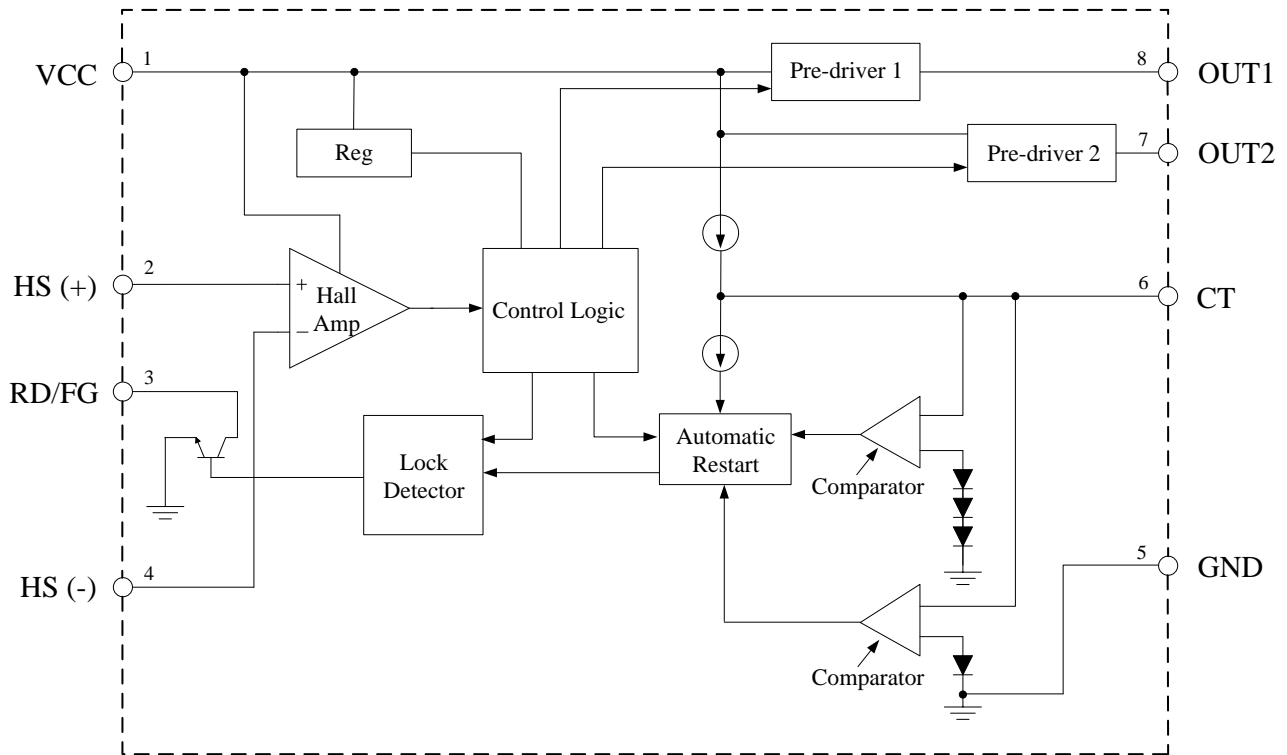 VCC
1
Pre-driver 1
8
OUT1
Reg
Pre-driver 2
7
OUT2
HS (+)
2
+
Hall
Amp
−
Control Logic
6
CT
RD/FG
3
Lock
Detector
Automatic
Restart
Comparator
HS (-)
4
5
GND
Comparator